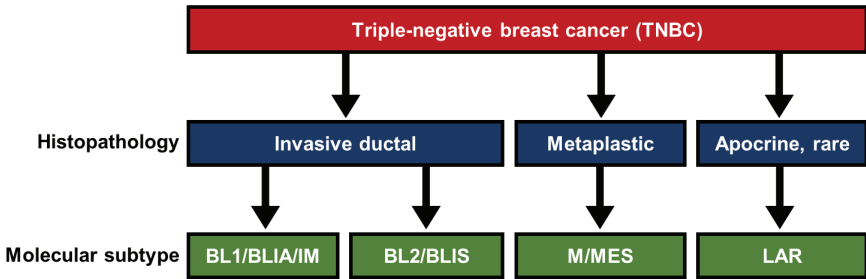 Triple-negative breast cancer (TNBC)
Histopathology
Invasive ductal
Metaplastic
Apocrine, rare
Molecular subtype
BL1/BLIA/IM
BL2/BLIS
M/MES
LAR